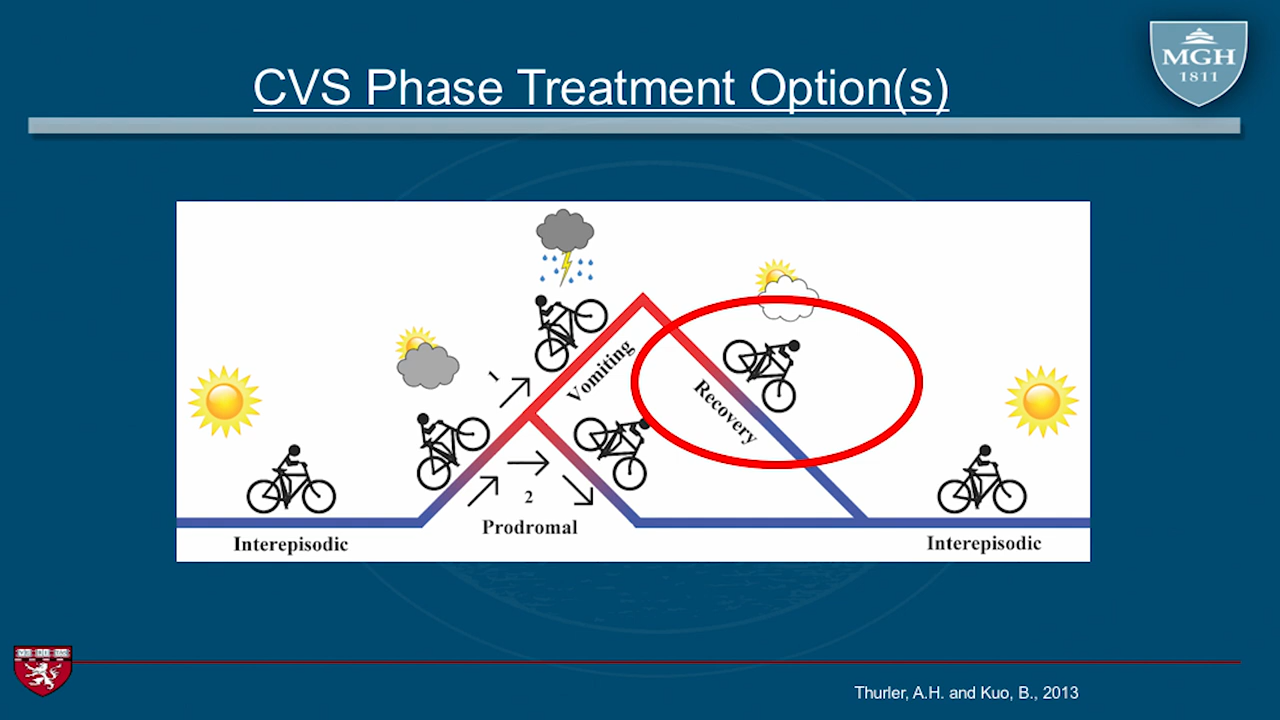 CVS Phase Treatment Option(s)
MGH
1811
1
Vomiting
Recovery
2
Prodromal
Interepisodic
Interepisodic
Thurler, A.H. and Kuo, B., 2013